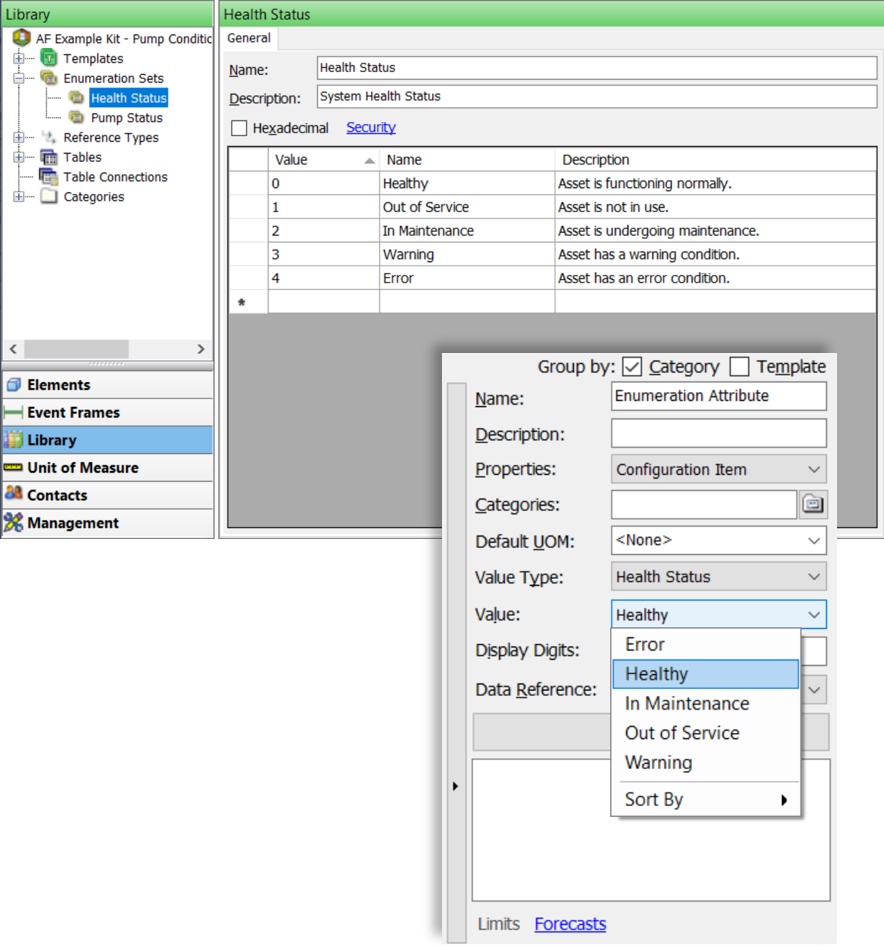 Library
AF Example Kit - Pump Conditic
Templates
Enumeration Sets
Health Status
Pump Status
Reference Types
Tables
Table Connections
Categories
Elements
Event Frames
Library
Unit of Measure
Contacts
Management
Health Status
General
Name: Health Status
Description: System Health Status
Hexadecimal Security
Value Name Description
0 Healthy Asset is functioning normally.
1 Out of Service Asset is not in use.
2 In Maintenance Asset is undergoing maintenance.
3 Warning Asset has a warning condition.
4 Error Asset has an error condition.
*
Group by: Category Template
Name: Enumeration Attribute
Description:
Properties: Configuration Item
Categories:
Default UOM: <None>
Value Type: Health Status
Value: Healthy
Display Digits:
Data Reference:
Error
Healthy
In Maintenance
Out of Service
Warning
Sort By
Limits Forecasts